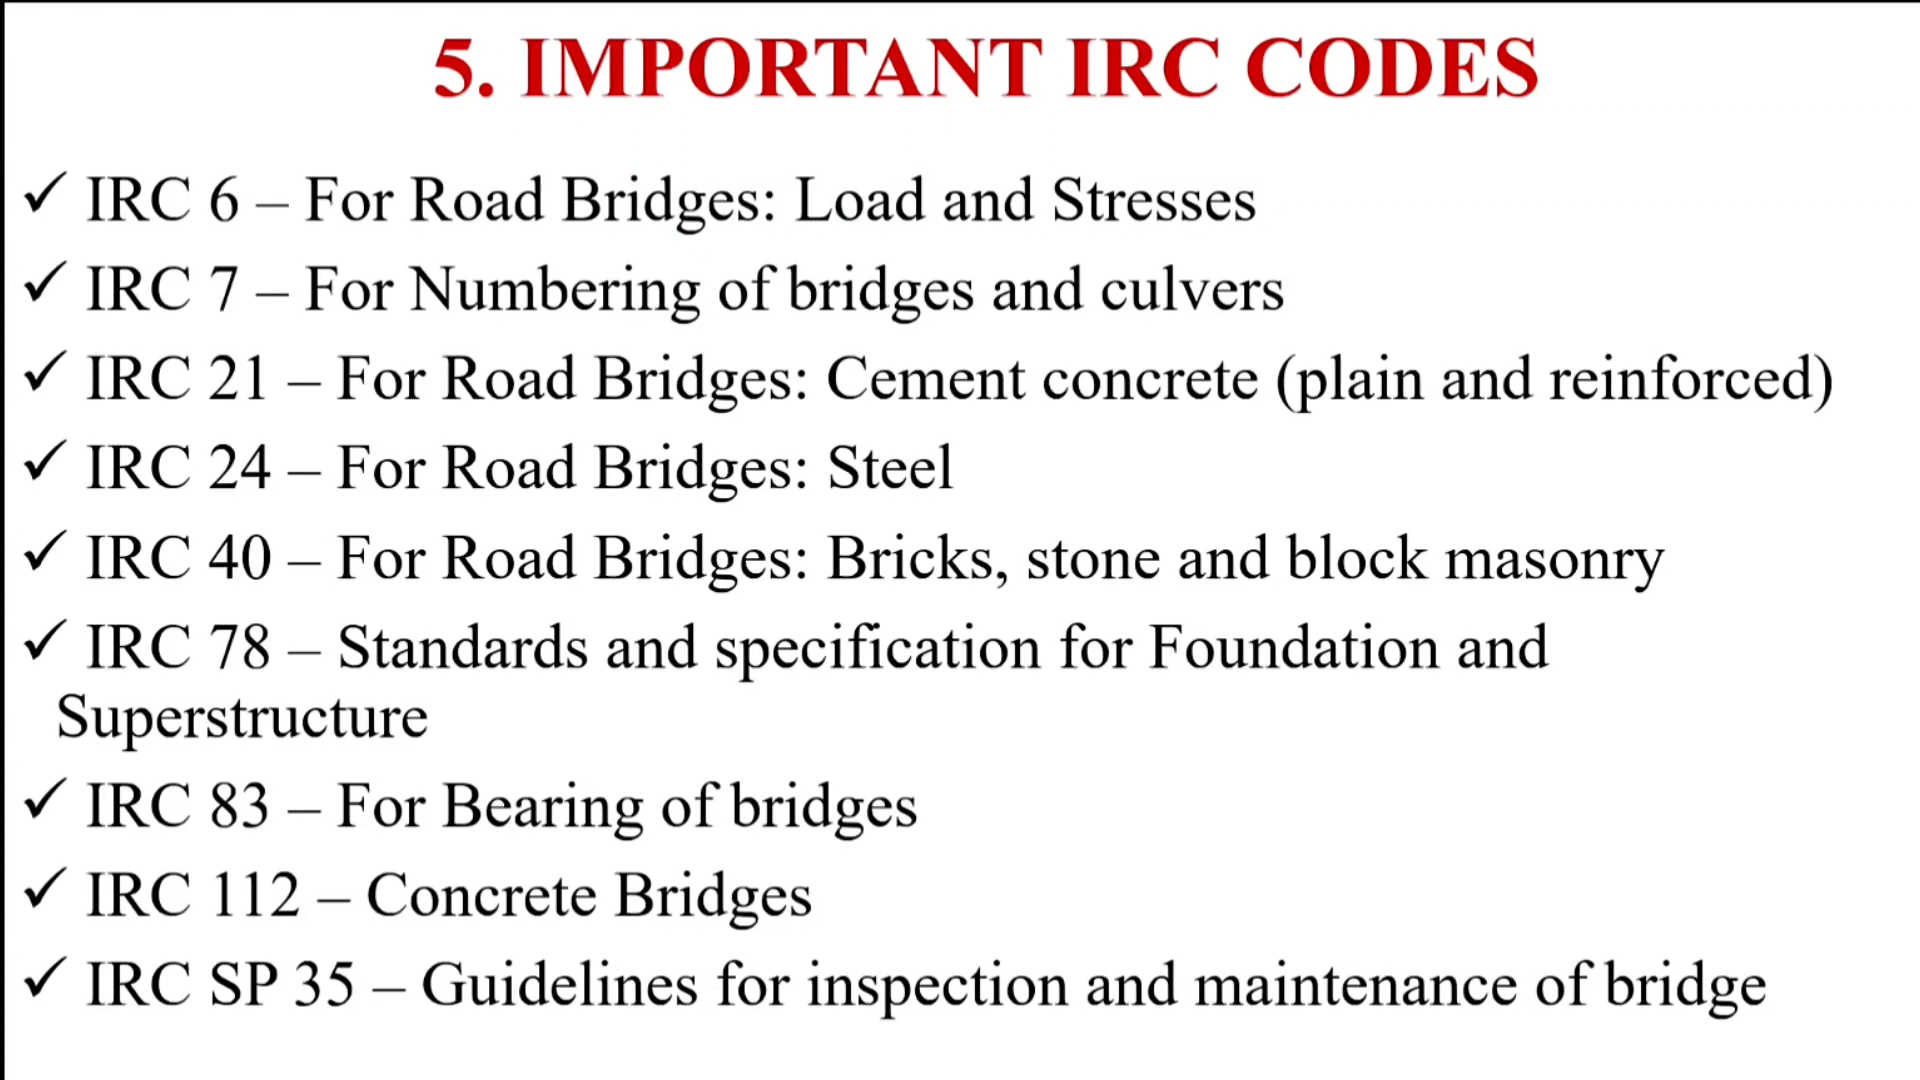 5. IMPORTANT IRC CODES
✓ IRC 6 – For Road Bridges: Load and Stresses
✓ IRC 7 – For Numbering of bridges and culvers
✓ IRC 21 – For Road Bridges: Cement concrete (plain and reinforced)
✓ IRC 24 – For Road Bridges: Steel
✓ IRC 40 – For Road Bridges: Bricks, stone and block masonry
✓ IRC 78 – Standards and specification for Foundation and
Superstructure
✓ IRC 83 – For Bearing of bridges
✓ IRC 112 – Concrete Bridges
✓ IRC SP 35 – Guidelines for inspection and maintenance of bridge